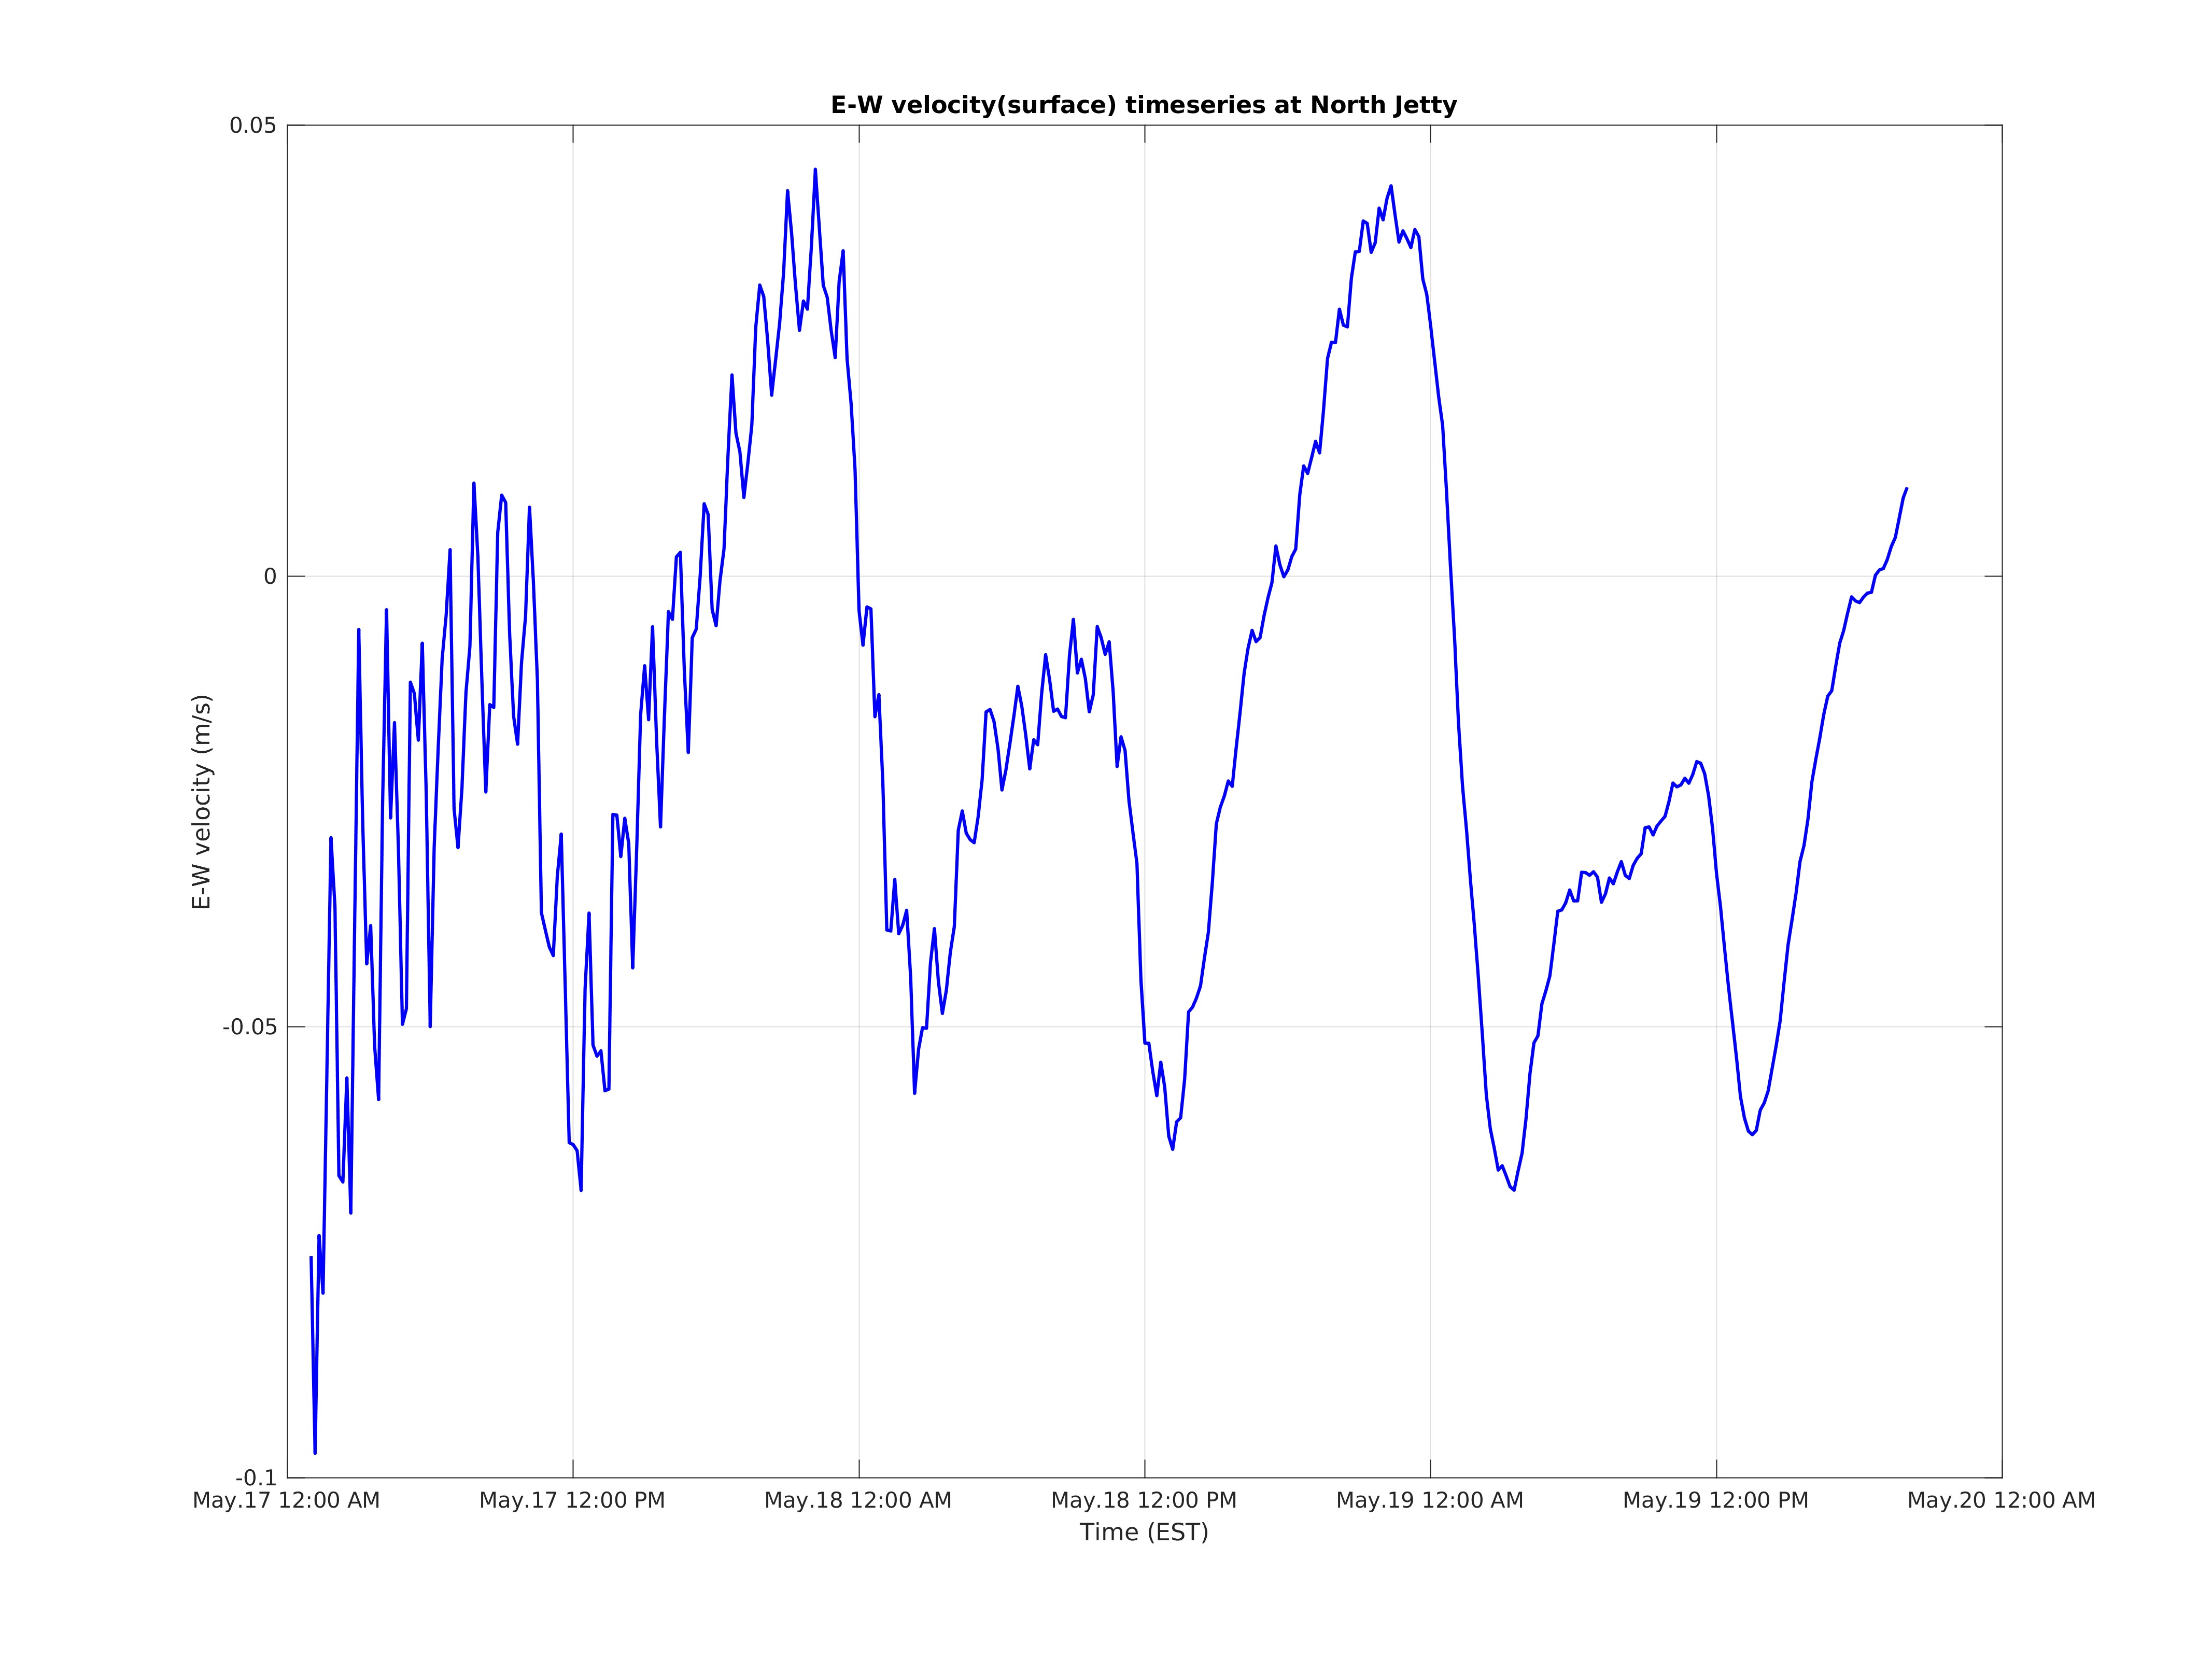 E-W velocity(surface) timeseries at North Jetty
0.05
0
-0.05
-0.1
E-W velocity (m/s)
May.17 12:00 AM
May.17 12:00 PM
May.18 12:00 AM
May.18 12:00 PM
May.19 12:00 AM
May.19 12:00 PM
May.20 12:00 AM
Time (EST)